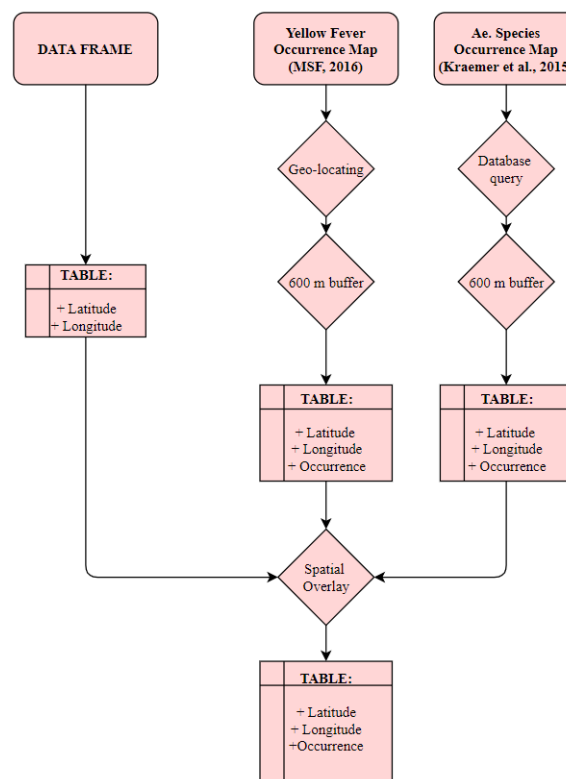 DATA FRAME
Yellow Fever
Occurrence Map
(MSF, 2016)
Ae. Species
Occurrence Map
(Kraemer et al., 2015
Geo-locating
Database
query
600 m buffer
600 m buffer
TABLE:
+ Latitude
+ Longitude
TABLE:
+ Latitude
+ Longitude
+ Occurrence
TABLE:
+ Latitude
+ Longitude
+ Occurrence
Spatial
Overlay
TABLE:
+ Latitude
+ Longitude
+Occurrence